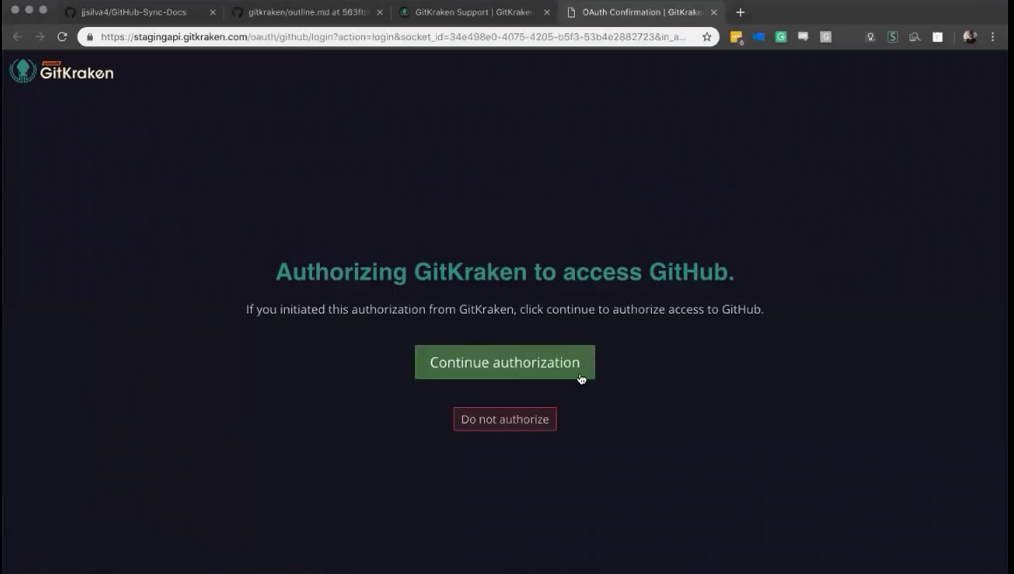 jjsilva4/GitHub-Sync-Docs
gitkraken/outline.md at 563fb
GitKraken Support | GitKrake
OAuth Confirmation | GitKrake
https://stagingapi.gitkraken.com/oauth/github/login?action=login&socket_id=34e498e0-4075-4205-b5f3-53b4e2882723&in_a...
GitKraken
Authorizing GitKraken to access GitHub.
If you initiated this authorization from GitKraken, click continue to authorize access to GitHub.
Continue authorization
Do not authorize